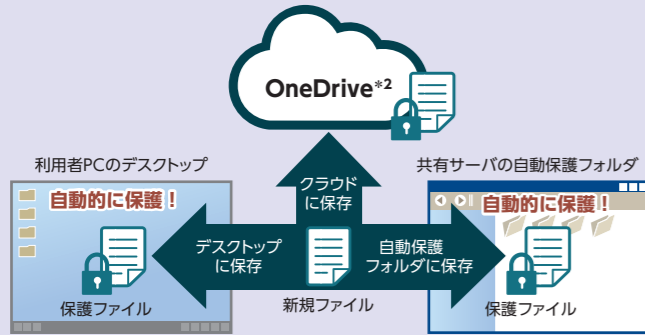 OneDrive*2
利用者PCのデスクトップ
共有サーバの自動保護フォルダ
自動的に保護！
クラウド
に保存
自動的に保護！
デスクトップ
に保存
自動保護
フォルダに保存
保護ファイル
新規ファイル
保護ファイル